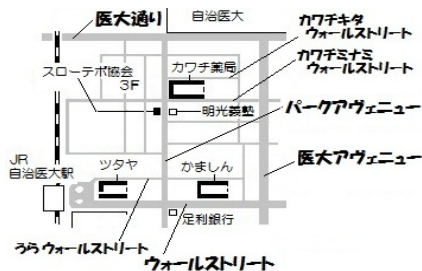 医大通り
自治医大
カワチキタ
ウォールストリート
カワチ薬局
カワチミナミ
ウォールストリート
スローテポ協会
3F
明光義塾
パークアヴェニュー
医大アヴェニュー
ツタヤ
かましん
JR
自治医大駅
足利銀行
うらウォールストリート
ウォールストリート